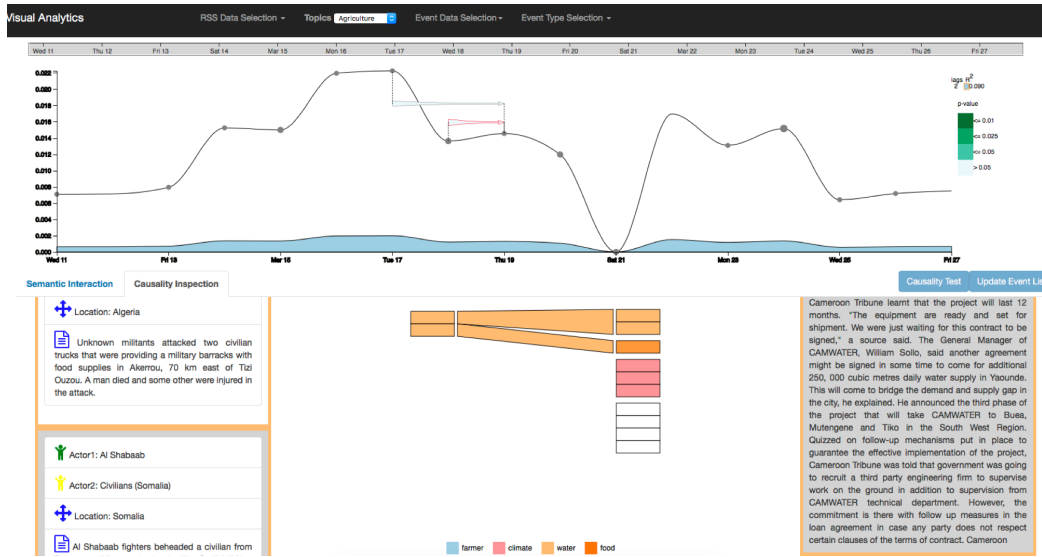 Visual Analytics
RSS Data Selection
Topics Agriculture
Event Data Selection
Event Type Selection
Wed 11 Thu 12 Fri 13 Sat 14 Mar 15 Mon 16 Tue 17 Wed 18 Thu 19 Fri 20 Sat 21 Mar 22 Mon 23 Tue 24 Wed 25 Thu 26 Fri 27
0.022
0.020
0.018
0.016
0.014
0.012
0.010
0.008
0.006
0.004
0.002
0.000
Wed 11 Fri 13 Mar 15 Tue 17 Thu 19 Sat 21 Mon 23 Wed 25 Fri 27
lags R2
2 0.090
p-value
<= 0.01
<= 0.025
<= 0.05
> 0.05
Semantic Interaction
Causality Inspection
Causality Test
Update Event Lis
Location: Algeria
Unknown militants attacked two civilian
trucks that were providing a military barracks with
food supplies in Akerrou, 70 km east of Tizi
Ouzou. A man died and some other were injured in
the attack.
Actor1: Al Shabaab
Actor2: Civilians (Somalia)
Location: Somalia
Al Shabaab fighters beheaded a civilian from
farmer climate water food
Cameroon Tribune learnt that the project will last 12
months. "The equipment are ready and set for
shipment. We were just waiting for this contract to be
signed," a source said. The General Manager of
CAMWATER, William Sollo, said another agreement
might be signed in some time to come for additional
250, 000 cubic metres daily water supply in Yaounde.
This will come to bridge the demand and supply gap in
the city, he explained. He announced the third phase of
the project that will take CAMWATER to Buea,
Mutengene and Tiko in the South West Region.
Quizzed on follow-up mechanisms put in place to
guarantee the effective implementation of the project,
Cameroon Tribune was told that government was going
to recruit a third party engineering firm to supervise
work on the ground in addition to supervision from
CAMWATER technical department. However, the
commitment is there with follow up measures in the
loan agreement in case any party does not respect
certain clauses of the terms of contract. Cameroon